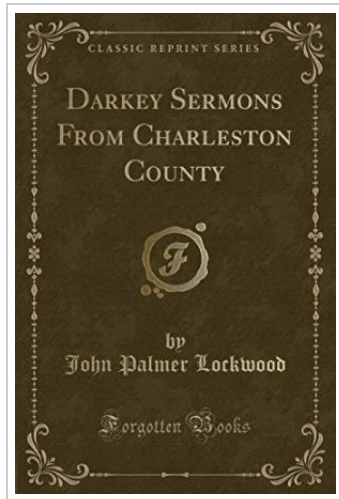 CLASSIC REPRINT SERIES
DARKEY SERMONS
FROM CHARLESTON
COUNTY
F
by
John Palmer Lockwood
Forgotten Books